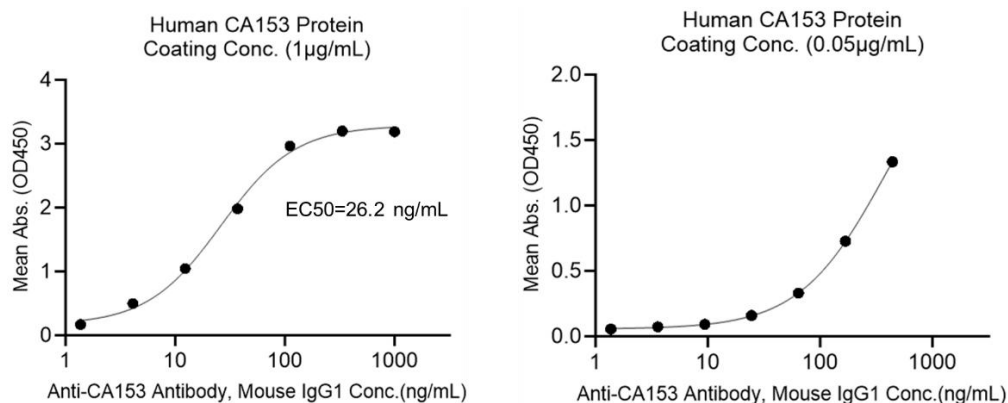 Human CA153 Protein
Coating Conc. (1µg/mL)
4
3
2
1
0
Mean Abs. (OD450)
EC50=26.2 ng/mL
1
10
100
1000
Anti-CA153 Antibody, Mouse IgG1 Conc.(ng/mL)
Human CA153 Protein
Coating Conc. (0.05µg/mL)
2.0
1.5
1.0
0.5
0.0
Mean Abs. (OD450)
1
10
100
1000
Anti-CA153 Antibody, Mouse IgG1 Conc.(ng/mL)